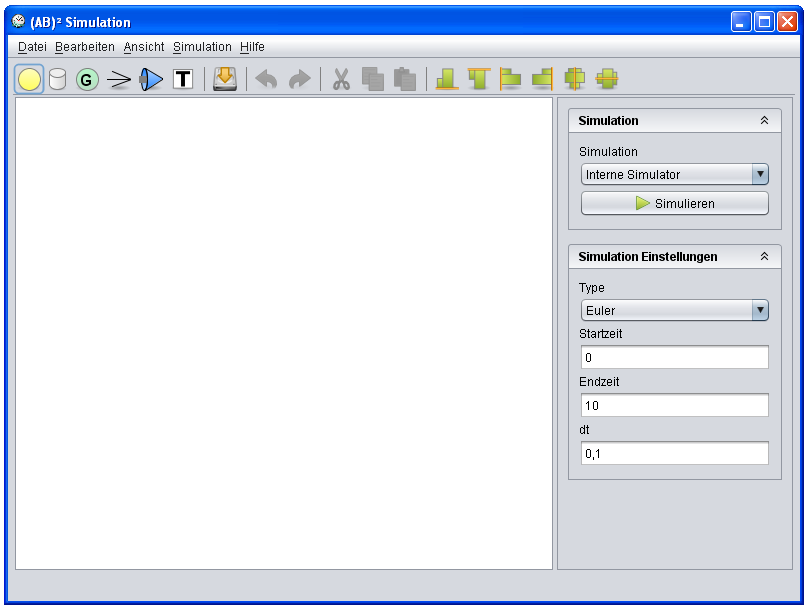 (AB)² Simulation
Datei Bearbeiten Ansicht Simulation Hilfe
G T
Simulation
Simulation
Interne Simulator
Simulieren
Simulation Einstellungen
Type
Euler
Startzeit
0
Endzeit
10
dt
0,1